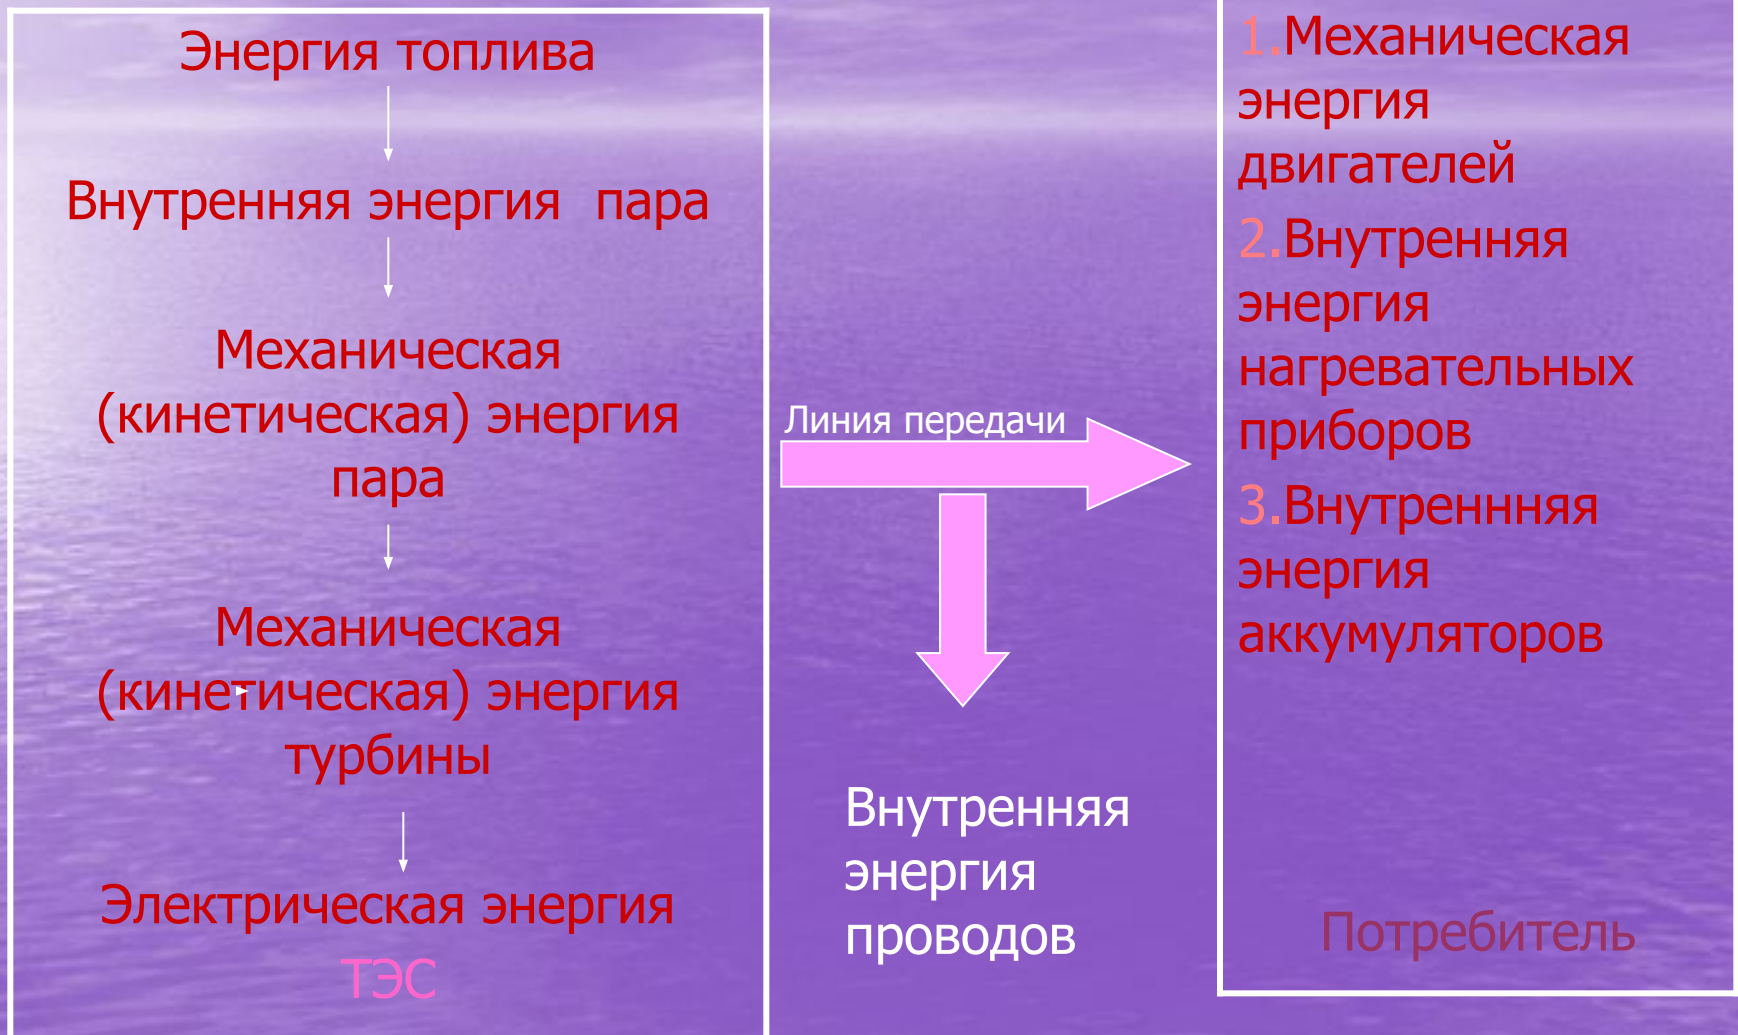 Энергия топлива
Внутренняя энергия пара
Механическая
(кинетическая) энергия
пара
Механическая
(кинетическая) энергия
турбины
Электрическая энергия
ТЭС
Линия передачи
Внутренняя
энергия
проводов
1.Механическая
энергия
двигателей
2.Внутренняя
энергия
нагревательных
приборов
3.Внутреннняя
энергия
аккумуляторов
Потребитель